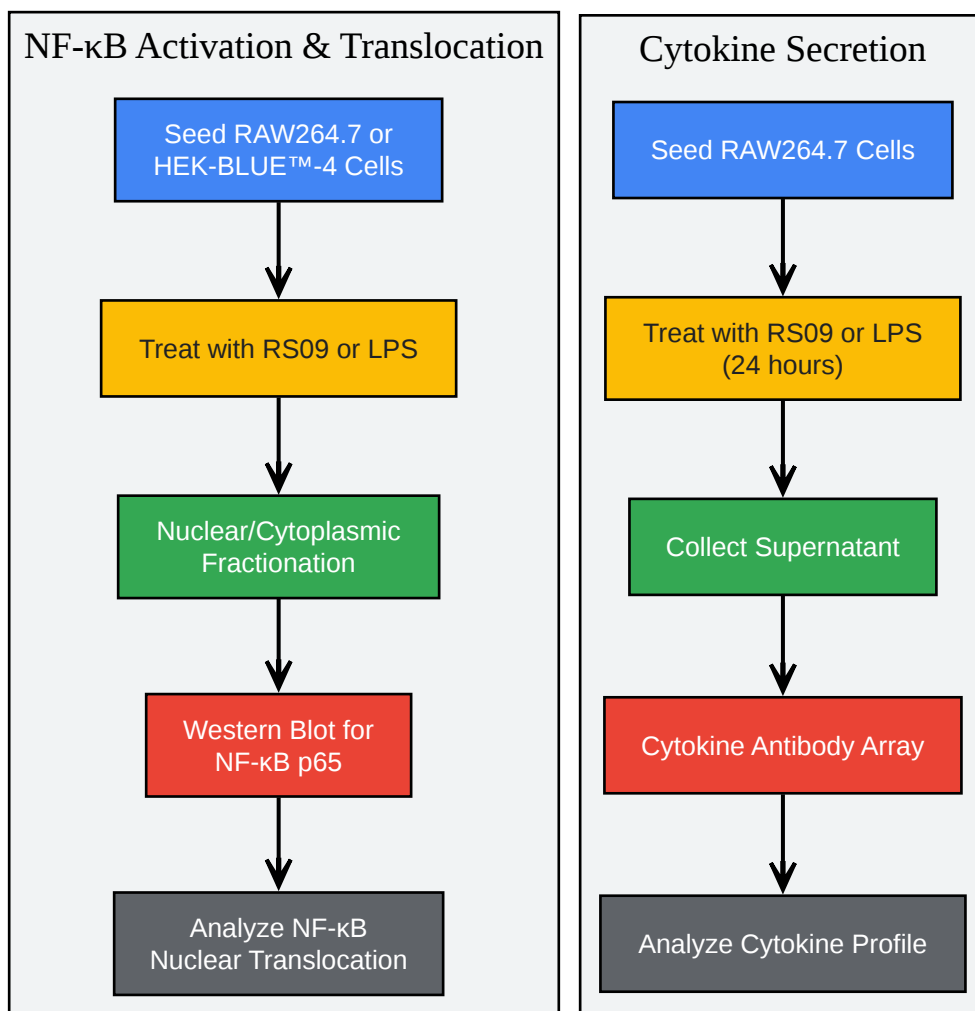 NF-κB Activation & Translocation
Seed RAW264.7 or
HEK-BLUE™-4 Cells
Treat with RS09 or LPS
Nuclear/Cytoplasmic
Fractionation
Western Blot for
NF-κB p65
Analyze NF-κB
Nuclear Translocation
Cytokine Secretion
Seed RAW264.7 Cells
Treat with RS09 or LPS
(24 hours)
Collect Supernatant
Cytokine Antibody Array
Analyze Cytokine Profile